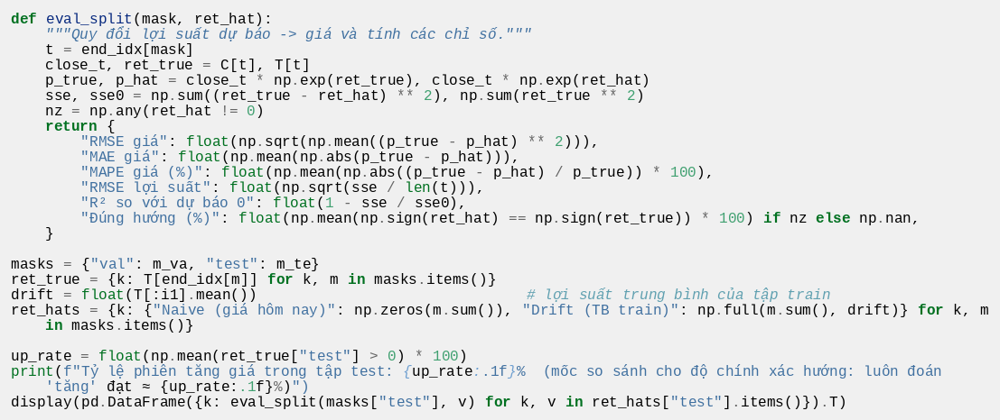 def eval_split(mask, ret_hat):
    """Quy đổi lợi suất dự báo -> giá và tính các chỉ số."""
    t = end_idx[mask]
    close_t, ret_true = C[t], T[t]
    p_true, p_hat = close_t * np.exp(ret_true), close_t * np.exp(ret_hat)
    sse, sse0 = np.sum((ret_true - ret_hat) ** 2), np.sum(ret_true ** 2)
    nz = np.any(ret_hat != 0)
    return {
        "RMSE giá": float(np.sqrt(np.mean((p_true - p_hat) ** 2))),
        "MAE giá": float(np.mean(np.abs(p_true - p_hat))),
        "MAPE giá (%)": float(np.mean(np.abs((p_true - p_hat) / p_true)) * 100),
        "RMSE lợi suất": float(np.sqrt(sse / len(t))),
        "R² so với dự báo 0": float(1 - sse / sse0),
        "Đúng hướng (%)": float(np.mean(np.sign(ret_hat) == np.sign(ret_true)) * 100) if nz else np.nan,
    }

masks = {"val": m_va, "test": m_te}
ret_true = {k: T[end_idx[m]] for k, m in masks.items()}
drift = float(T[:i1].mean())                               # lợi suất trung bình của tập train
ret_hats = {k: {"Naive (giá hôm nay)": np.zeros(m.sum()), "Drift (TB train)": np.full(m.sum(), drift)} for k, m
    in masks.items()}

up_rate = float(np.mean(ret_true["test"] > 0) * 100)
print(f"Tỷ lệ phiên tăng giá trong tập test: {up_rate:.1f}%  (mốc so sánh cho độ chính xác hướng: luôn đoán
    'tăng' đạt ≈ {up_rate:.1f}%)")
display(pd.DataFrame({k: eval_split(masks["test"], v) for k, v in ret_hats["test"].items()}).T)